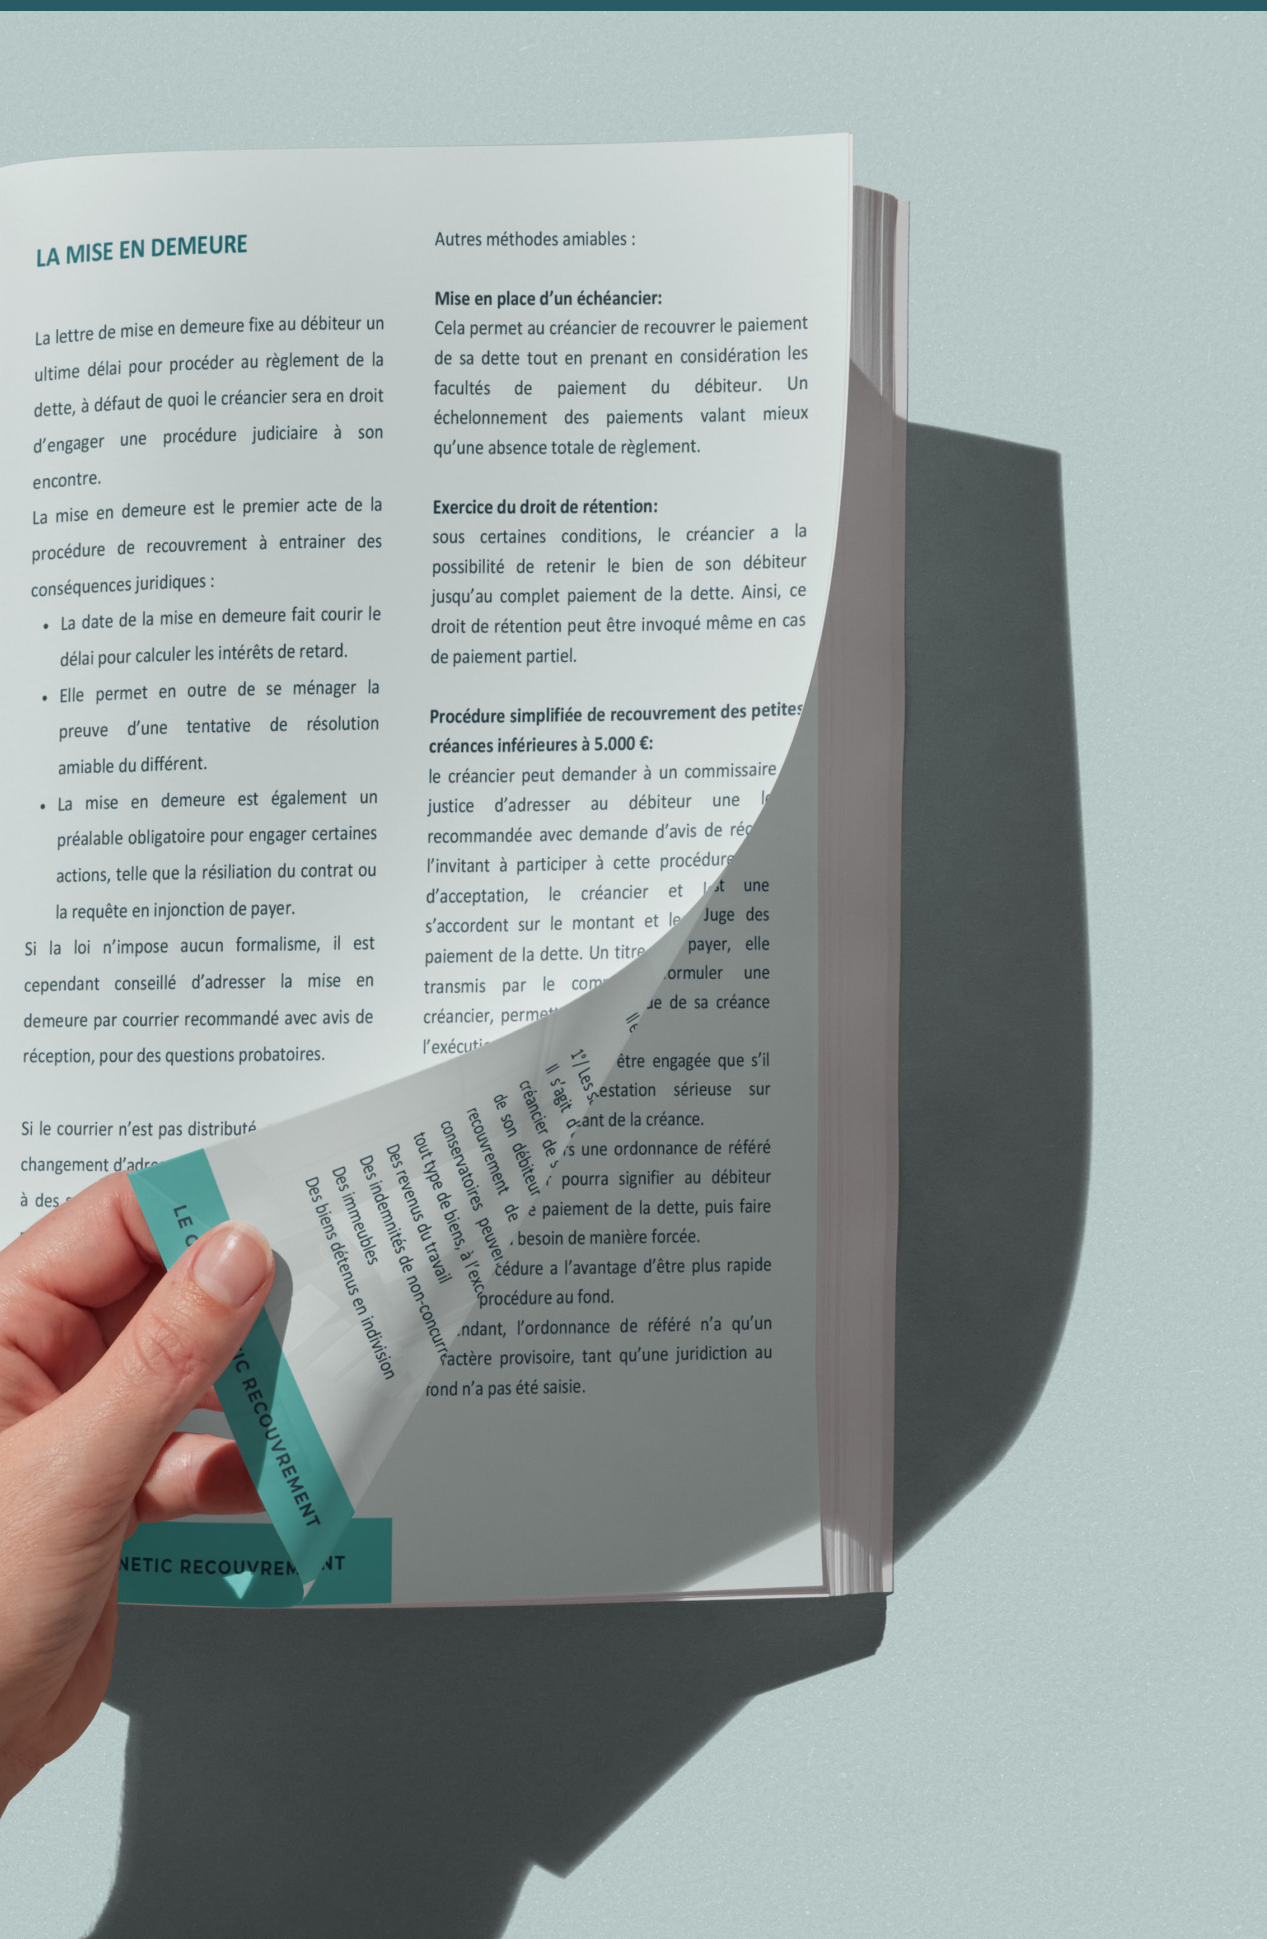 LA MISE EN DEMEURE
La lettre de mise en demeure fixe au débiteur un
ultime délai pour procéder au règlement de la
dette, à défaut de quoi le créancier sera en droit
d’engager une procédure judiciaire à son
encontre.
La mise en demeure est le premier acte de la
procédure de recouvrement à entrainer des
conséquences juridiques :
• La date de la mise en demeure fait courir le
délai pour calculer les intérêts de retard.
• Elle permet en outre de se ménager la
preuve d’une tentative de résolution
amiable du différent.
• La mise en demeure est également un
préalable obligatoire pour engager certaines
actions, telle que la résiliation du contrat ou
la requête en injonction de payer.
Si la loi n’impose aucun formalisme, il est
cependant conseillé d’adresser la mise en
demeure par courrier recommandé avec avis de
réception, pour des questions probatoires.
Si le courrier n’est pas distribué
changement
à des
Autres méthodes amiables :
Mise en place d’un échéancier:
Cela permet au créancier de recouvrer le paiement
de sa dette tout en prenant en considération les
facultés de paiement du débiteur. Un
échelonnement des paiements valant mieux
qu’une absence totale de règlement.
Exercice du droit de rétention:
sous certaines conditions, le créancier a la
possibilité de retenir le bien de son débiteur
jusqu’au complet paiement de la dette. Ainsi, ce
droit de rétention peut être invoqué même en cas
de paiement partiel.
Procédure simplifiée de recouvrement des petites
créances inférieures à 5.000 €:
le créancier peut demander à un commissaire
justice d’adresser au débiteur une
recommandée avec demande d’avis de
l’invitant à participer à cette procédure
d’acceptation, le créancier et
s’accordent sur le montant et
paiement de la dette. Un titre
transmis par le
créancier,
une
Juge des
payer, elle
une
de sa créance
être engagée que s’il
sérieuse sur
de la créance.
une ordonnance de référé
pourra signifier au débiteur
paiement de la dette, puis faire
besoin de manière forcée.
a l’avantage d’être plus rapide
procédure au fond.
l’ordonnance de référé n’a qu’un
provisoire, tant qu’une juridiction au
fond n’a pas été saisie.
1°/ Les
Il s’agit
créancier de
de son débiteur
recouvrement de
conservatoires
tout type de biens, à
Des revenus du travail
Des indemnités de
Des immeubles
Des biens détenus en indivision
LE
RECOUVREMENT
RECOUVREMENT